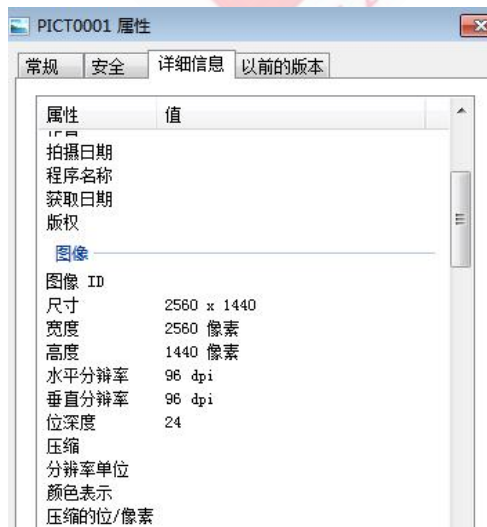 PICT0001 属性
常规 安全 详细信息 以前的版本
属性 值
拍摄日期
程序名称
获取日期
版权
图像
图像 ID
尺寸 2560 x 1440
宽度 2560 像素
高度 1440 像素
水平分辨率 96 dpi
垂直分辨率 96 dpi
位深度 24
压缩
分辨率单位
颜色表示
压缩的位/像素